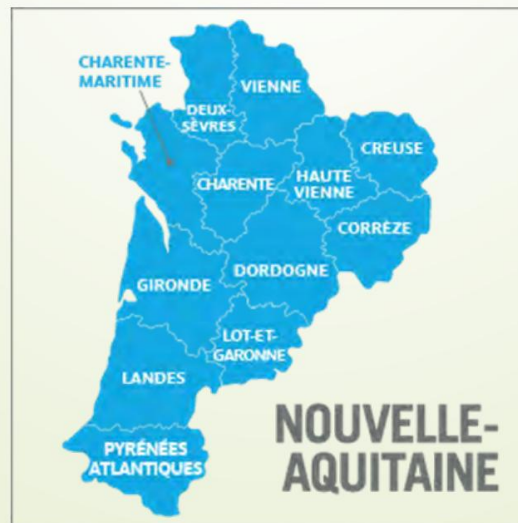 CHARENTE-
MARITIME
VIENNE
DEUX-
SÈVRES
CREUSE
CHARENTE
HAUTE
VIENNE
CORRÈZE
DORDOGNE
GIRONDE
LOT-ET-
GARONNE
LANDES
PYRÉNÉES
ATLANTIQUES
NOUVELLE-
AQUITAINE